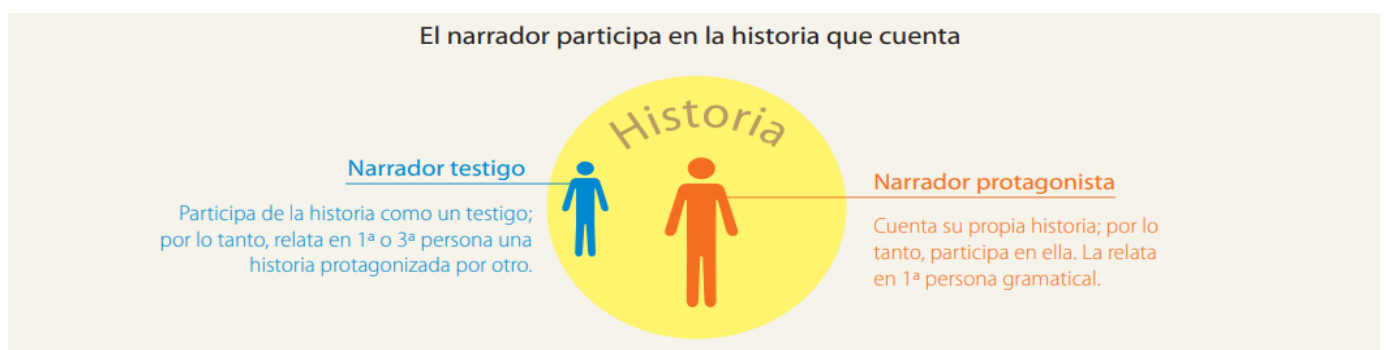 El narrador participa en la historia que cuenta
Historia
Narrador testigo
Participa de la historia como un testigo;
por lo tanto, relata en 1ª o 3ª persona una
historia protagonizada por otro.
Narrador protagonista
Cuenta su propia historia; por lo
tanto, participa en ella. La relata
en 1ª persona gramatical.